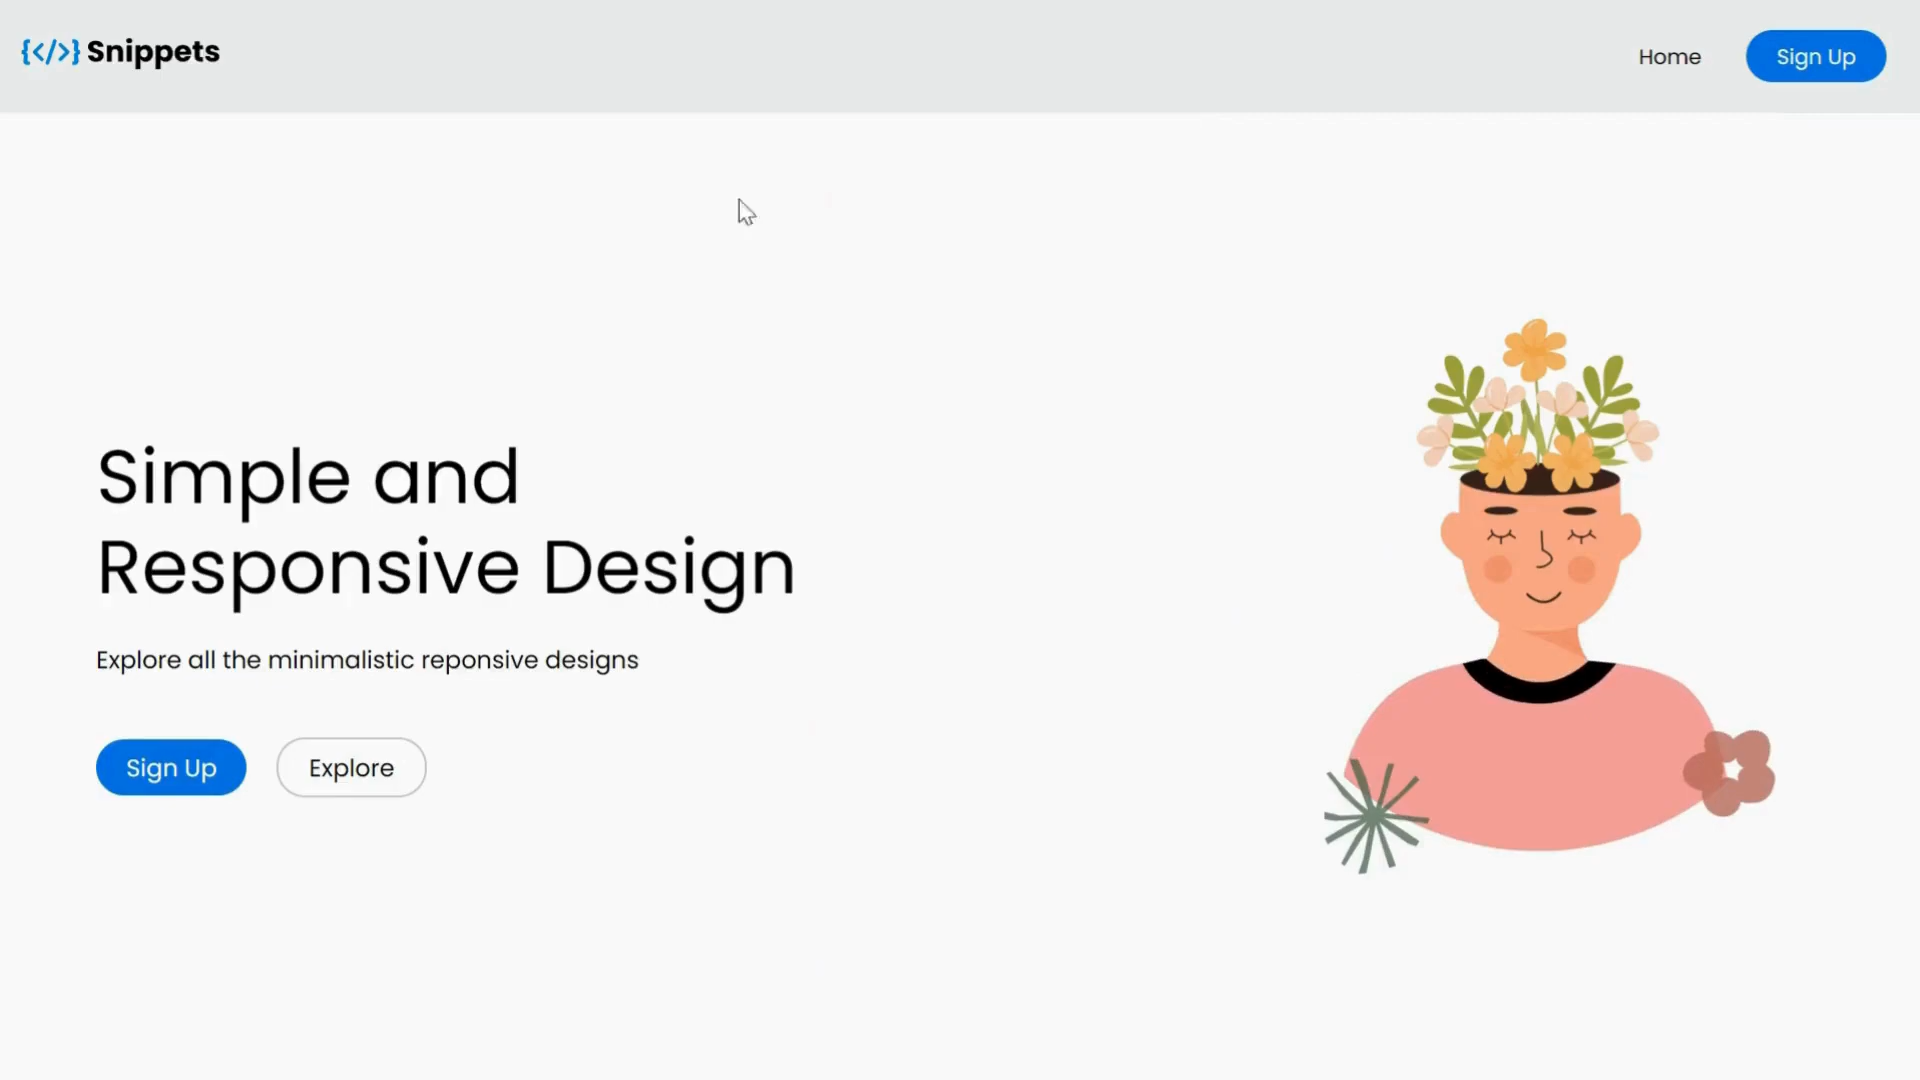 {</>} Snippets
Home
Sign Up
Simple and
Responsive Design
Explore all the minimalistic reponsive designs
Sign Up
Explore